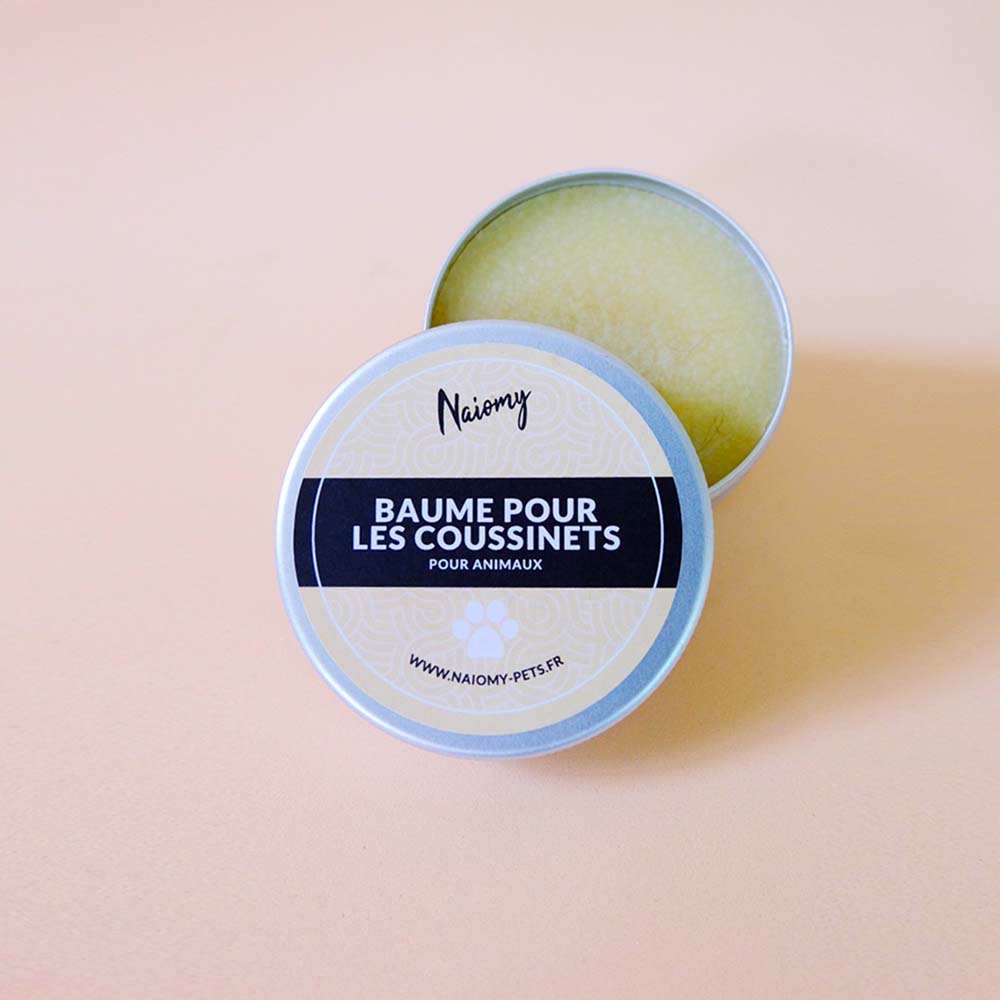 Naiomy
BAUME POUR
LES COUSSINETS
POUR ANIMAUX
WWW.NAIOMY-PETS.FR